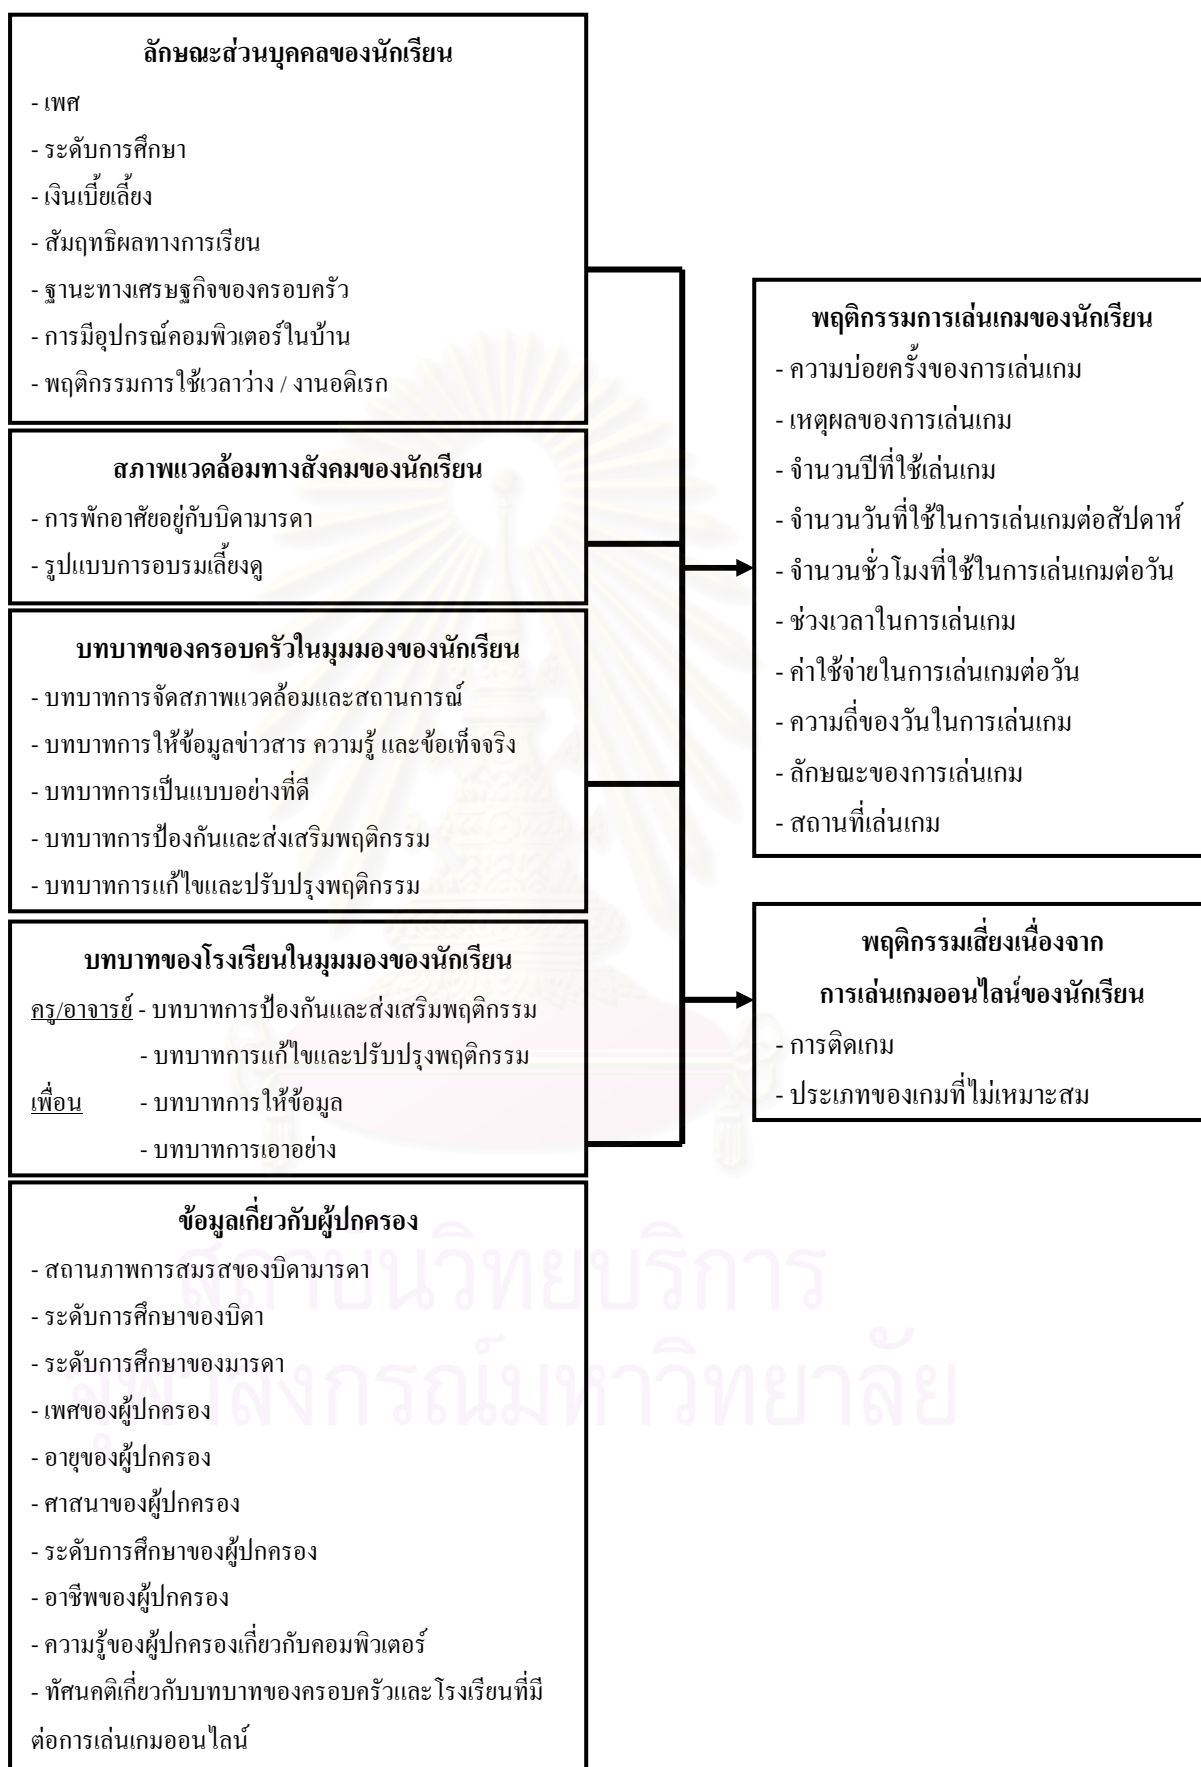 ลักษณะส่วนบุคคลของนักเรียน
- เพศ
- ระดับการศึกษา
- เงินเบี้ยเลี้ยง
- สัมฤทธิผลทางการเรียน
- ฐานะทางเศรษฐกิจของครอบครัว
- การมีอุปกรณ์คอมพิวเตอร์ในบ้าน
- พฤติกรรมการใช้เวลาว่าง / งานอดิเรก
สภาพแวดล้อมทางสังคมของนักเรียน
- การพักอาศัยอยู่กับบิดามารดา
- รูปแบบการอบรมเลี้ยงดู
บทบาทของครอบครัวในมุมมองของนักเรียน
- บทบาทการจัดสภาพแวดล้อมและสถานการณ์
- บทบาทการให้ข้อมูลข่าวสาร ความรู้ และข้อเท็จจริง
- บทบาทการเป็นแบบอย่างที่ดี
- บทบาทการป้องกันและส่งเสริมพฤติกรรม
- บทบาทการแก้ไขและปรับปรุงพฤติกรรม
บทบาทของโรงเรียนในมุมมองของนักเรียน
ครู/อาจารย์ - บทบาทการป้องกันและส่งเสริมพฤติกรรม
- บทบาทการแก้ไขและปรับปรุงพฤติกรรม
เพื่อน - บทบาทการให้ข้อมูล
- บทบาทการเอาอย่าง
ข้อมูลเกี่ยวกับผู้ปกครอง
- สถานภาพการสมรสของบิดามารดา
- ระดับการศึกษาของบิดา
- ระดับการศึกษาของมารดา
- เพศของผู้ปกครอง
- อายุของผู้ปกครอง
- ศาสนาของผู้ปกครอง
- ระดับการศึกษาของผู้ปกครอง
- อาชีพของผู้ปกครอง
- ความรู้ของผู้ปกครองเกี่ยวกับคอมพิวเตอร์
- ทัศนคติเกี่ยวกับบทบาทของครอบครัวและโรงเรียนที่มี
ต่อการเล่นเกมออนไลน์
พฤติกรรมการเล่นเกมของนักเรียน
- ความบ่อยครั้งของการเล่นเกม
- เหตุผลของการเล่นเกม
- จำนวนปีที่ใช้เล่นเกม
- จำนวนวันที่ใช้ในการเล่นเกมต่อสัปดาห์
- จำนวนชั่วโมงที่ใช้ในการเล่นเกมต่อวัน
- ช่วงเวลาในการเล่นเกม
- ค่าใช้จ่ายในการเล่นเกมต่อวัน
- ความถี่ของวันในการเล่นเกม
- ลักษณะของการเล่นเกม
- สถานที่เล่นเกม
พฤติกรรมเสี่ยงเนื่องจาก
การเล่นเกมออนไลน์ของนักเรียน
- การติดเกม
- ประเภทของเกมที่ไม่เหมาะสม
สถาบันวิทยบริการ
จุฬาลงกรณ์มหาวิทยาลัย